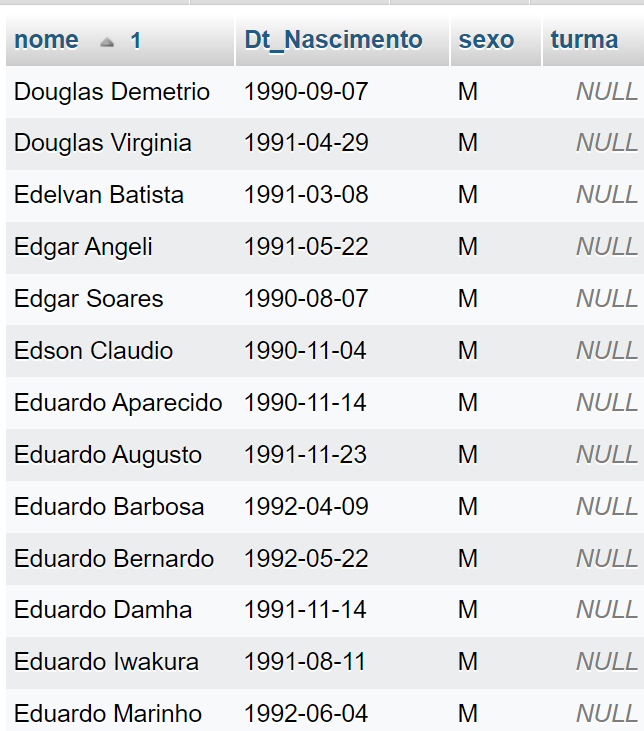 nome 1 Dt_Nascimento sexo turma
Douglas Demetrio 1990-09-07 M NULL
Douglas Virginia 1991-04-29 M NULL
Edelvan Batista 1991-03-08 M NULL
Edgar Angeli 1991-05-22 M NULL
Edgar Soares 1990-08-07 M NULL
Edson Claudio 1990-11-04 M NULL
Eduardo Aparecido 1990-11-14 M NULL
Eduardo Augusto 1991-11-23 M NULL
Eduardo Barbosa 1992-04-09 M NULL
Eduardo Bernardo 1992-05-22 M NULL
Eduardo Damha 1991-11-14 M NULL
Eduardo Iwakura 1991-08-11 M NULL
Eduardo Marinho 1992-06-04 M NULL